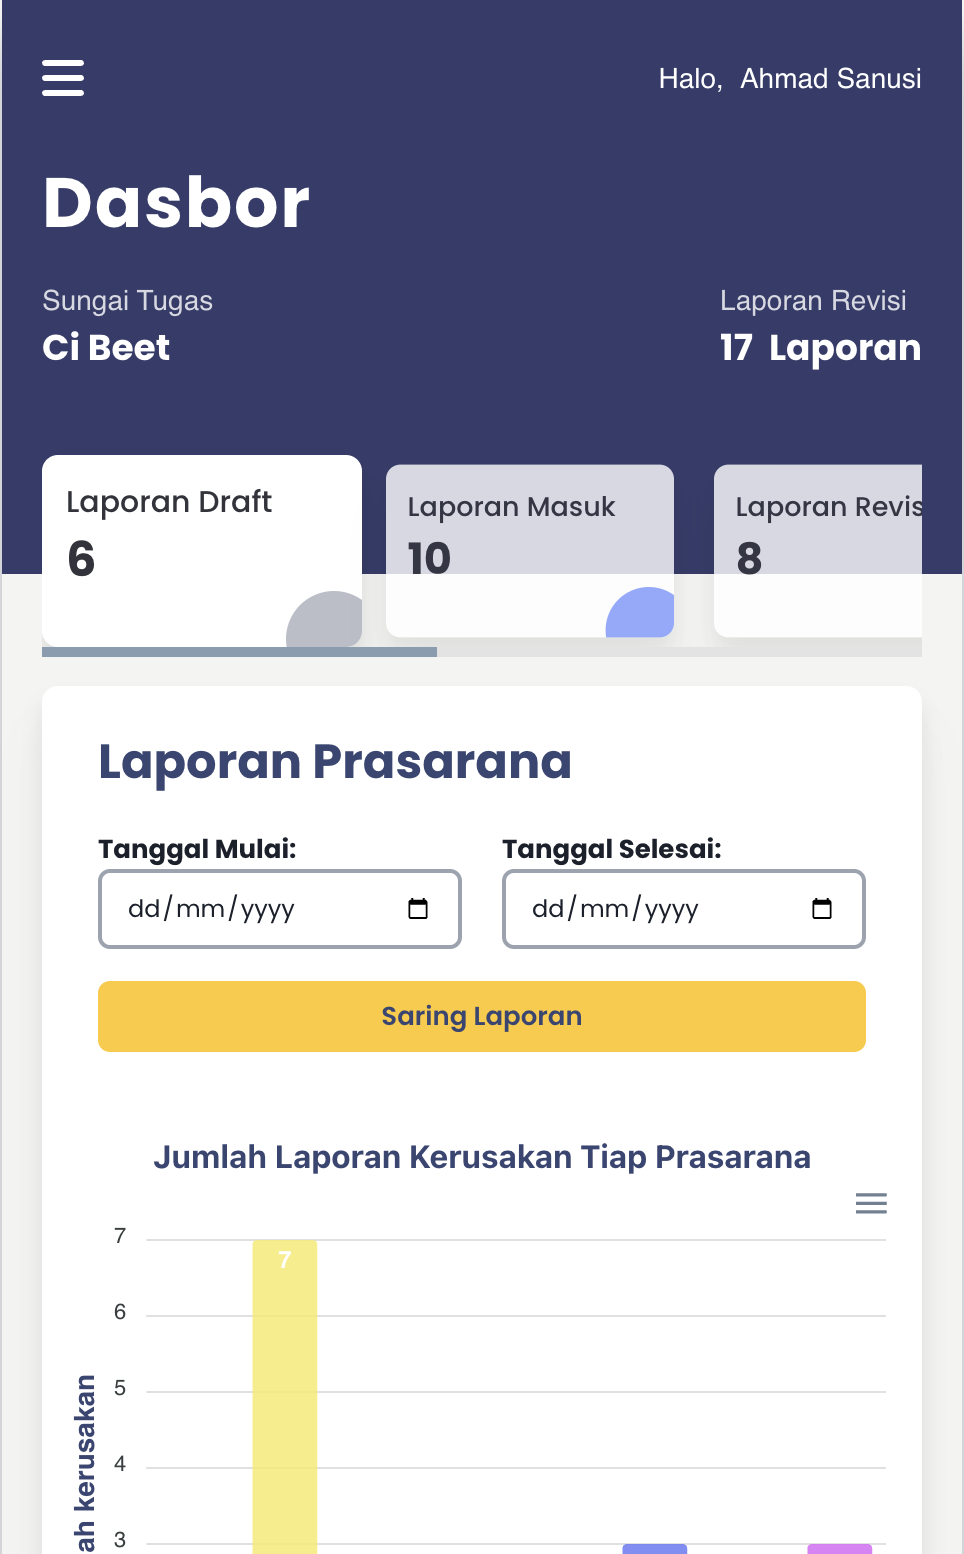 Halo, Ahmad Sanusi
Dasbor
Sungai Tugas
Ci Beet
Laporan Revisi
17 Laporan
Laporan Draft
6
Laporan Masuk
10
Laporan Revis
8
Laporan Prasarana
Tanggal Mulai:
dd/mm/yyyy
Tanggal Selesai:
dd/mm/yyyy
Saring Laporan
Jumlah Laporan Kerusakan Tiap Prasarana
7
7
6
5
4
3
ah kerusakan